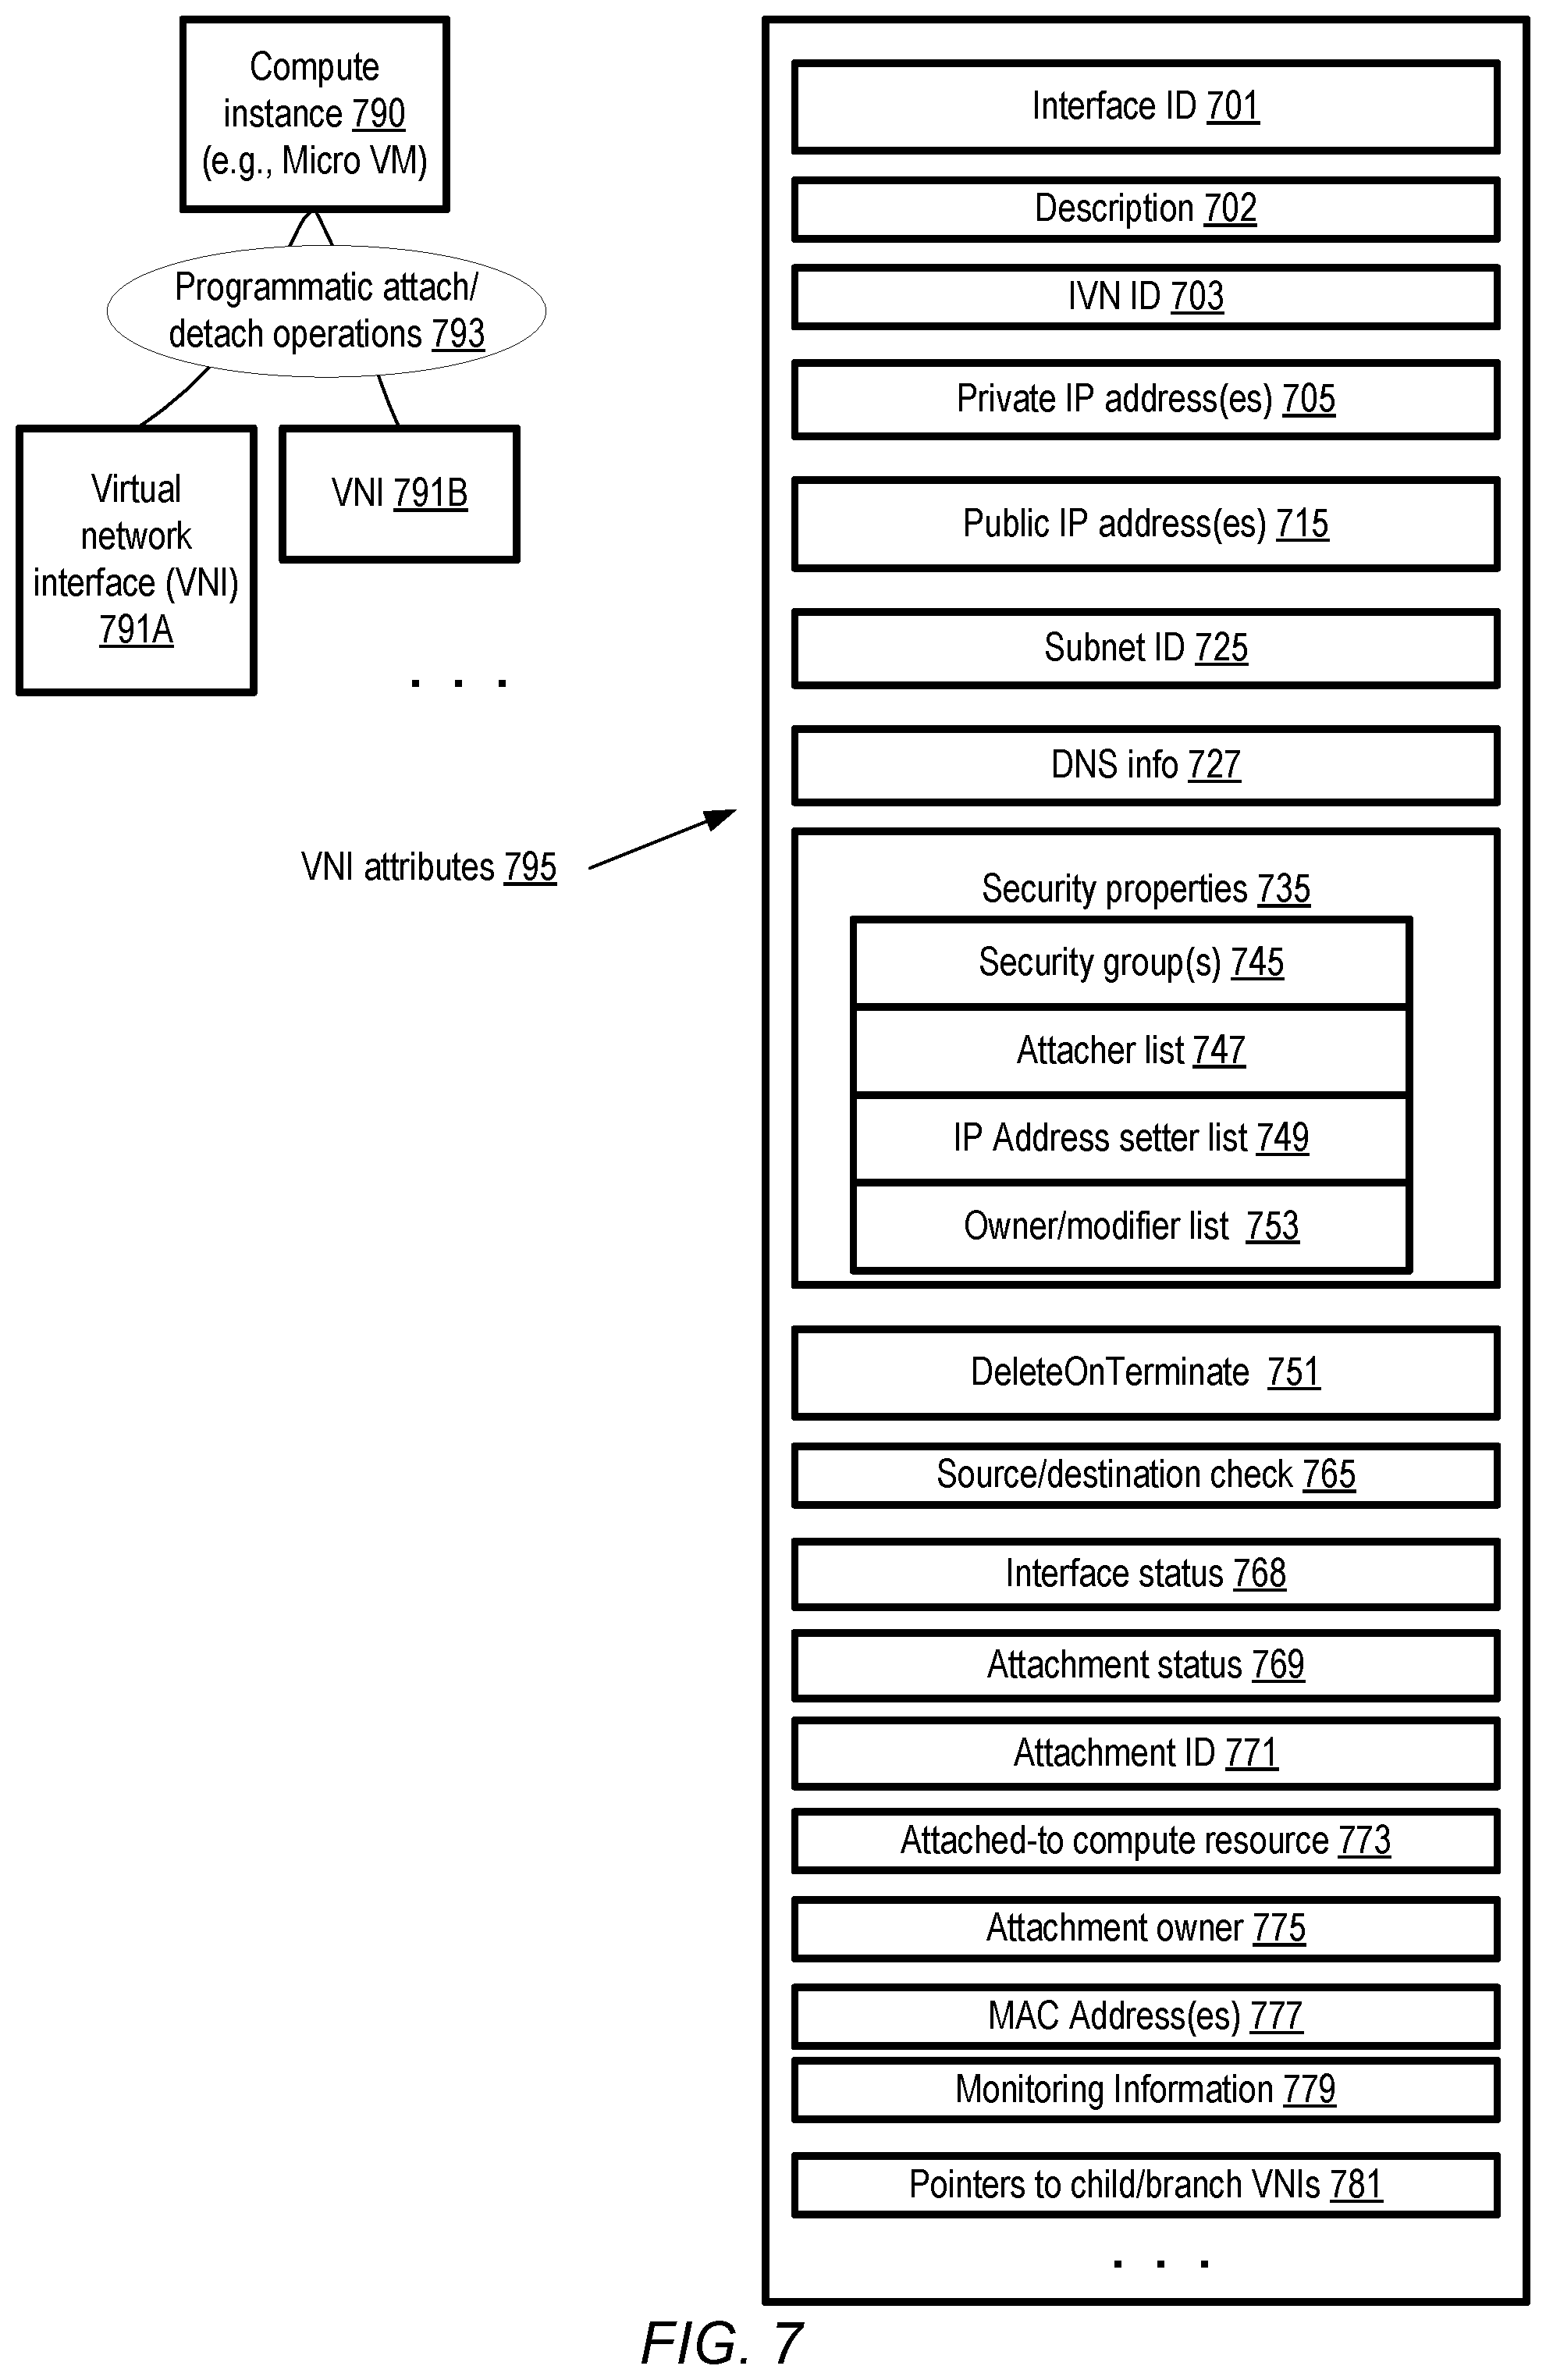 Compute
instance 790
(e.g., Micro VM)
Programmatic attach/
detach operations 793
Virtual
network
interface (VNI)
791A
VNI 791B
. . .
VNI attributes 795
Interface ID 701
Description 702
IVN ID 703
Private IP address(es) 705
Public IP address(es) 715
Subnet ID 725
DNS info 727
Security properties 735
Security group(s) 745
Attacher list 747
IP Address setter list 749
Owner/modifier list 753
DeleteOnTerminate 751
Source/destination check 765
Interface status 768
Attachment status 769
Attachment ID 771
Attached-to compute resource 773
Attachment owner 775
MAC Address(es) 777
Monitoring Information 779
Pointers to child/branch VNIs 781
. . .
FIG. 7